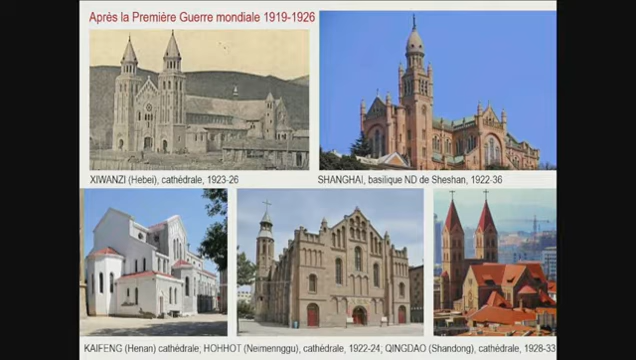 Après la Première Guerre mondiale 1919-1926
XIWANZI (Hebei), cathédrale, 1923-26
SHANGHAI, basilique ND de Sheshan, 1922-36
KAIFENG (Henan) cathédrale; HOHHOT (Neimennggu), cathédrale, 1922-24; QINGDAO (Shandong), cathédrale, 1928-33